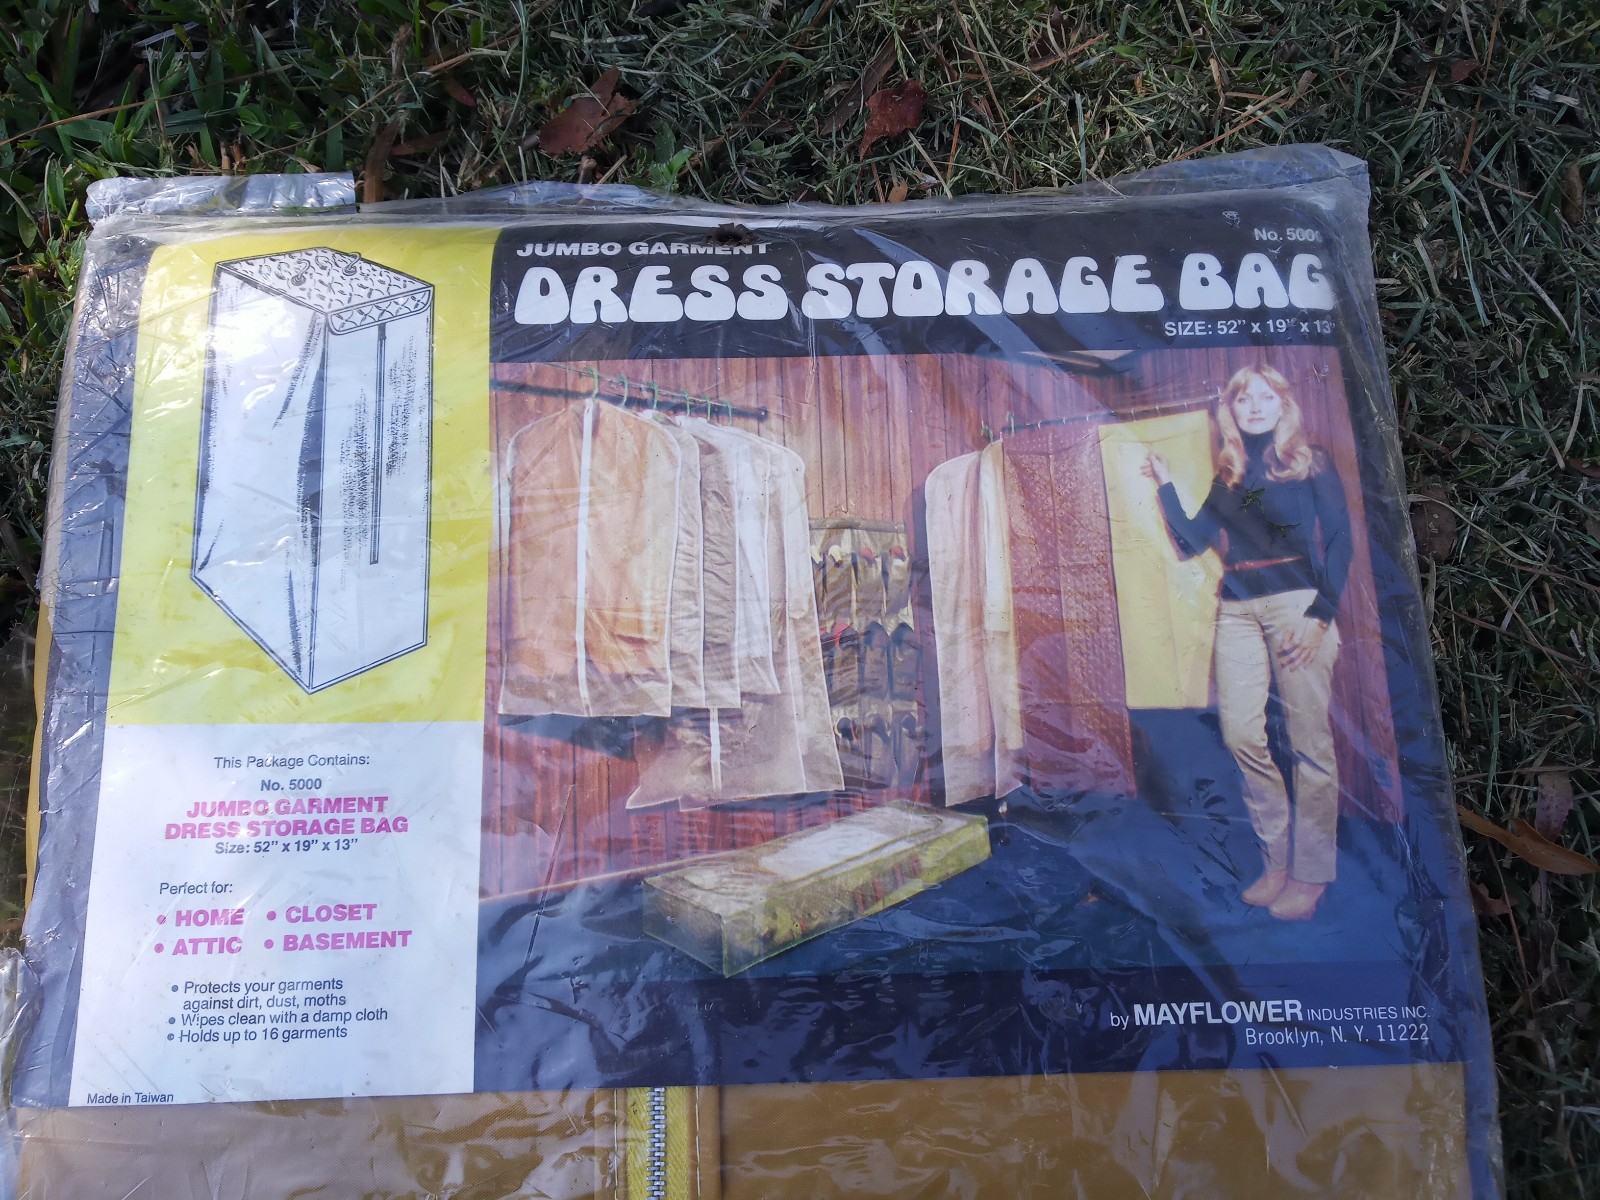 JUMBO GARMENT
No. 5000
DRESS STORAGE BAG
SIZE: 52" x 19" x 13"
This Package Contains:
No. 5000
JUMBO GARMENT
DRESS STORAGE BAG
Size: 52" x 19" x 13"
Perfect for:
• HOME • CLOSET
• ATTIC • BASEMENT
• Protects your garments
against dirt, dust, moths
• Wipes clean with a damp cloth
• Holds up to 16 garments
Made in Taiwan
by MAYFLOWER INDUSTRIES INC.
Brooklyn, N. Y. 11222